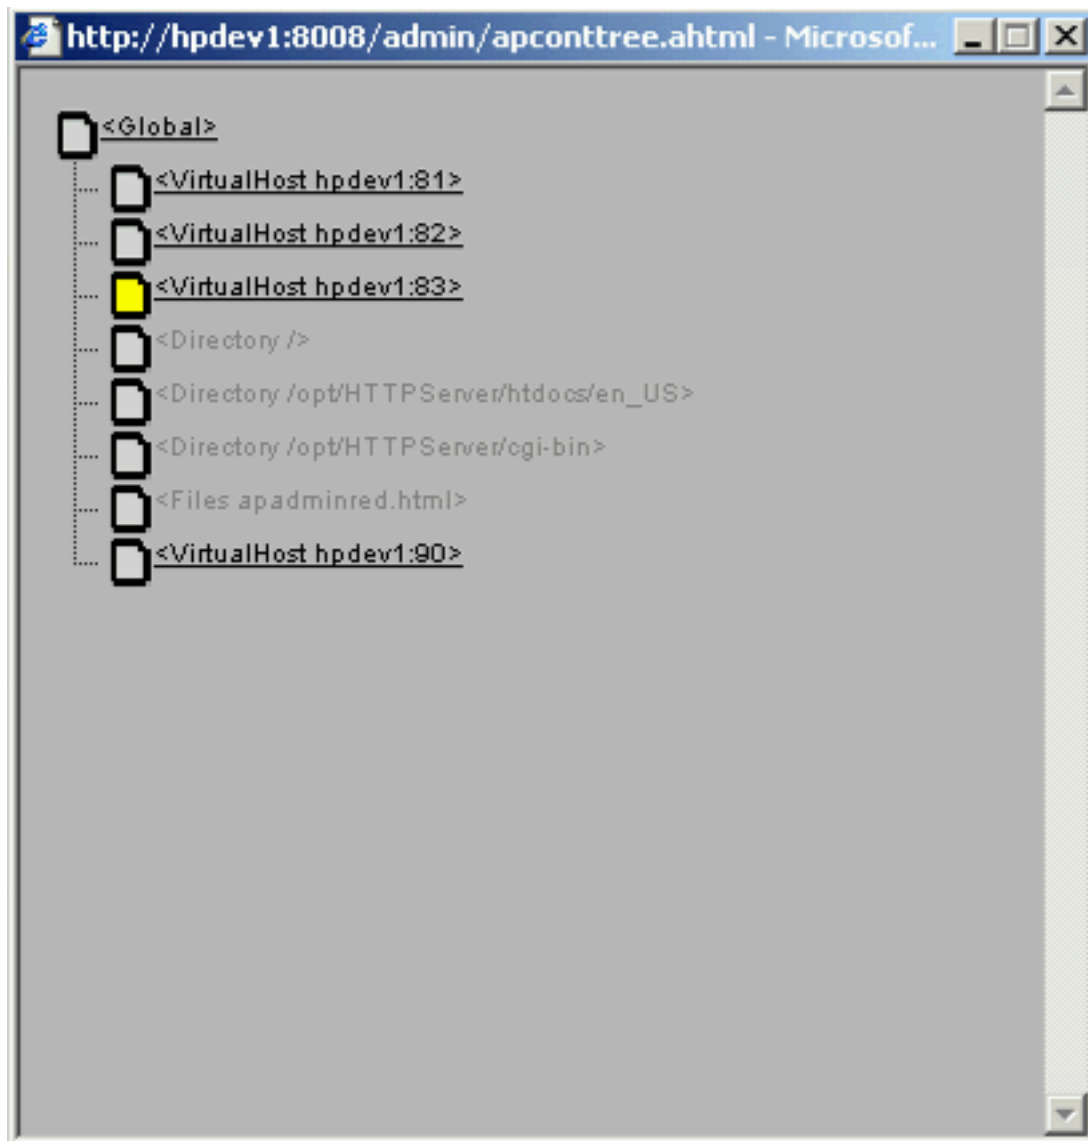 http://hpdev1:8008/admin/apconttree.ahtml - Microsof...
<Global>
<VirtualHost hpdev1:81>
<VirtualHost hpdev1:82>
<VirtualHost hpdev1:83>
<Directory />
<Directory /opt/HTTPServer/htdocs/en_US>
<Directory /opt/HTTPServer/cgi-bin>
<Files apadminred.html>
<VirtualHost hpdev1:90>